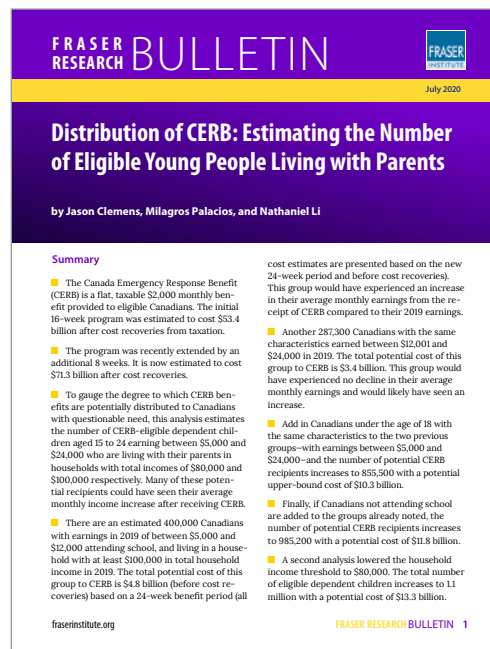 FRASER
RESEARCH BULLETIN
FRASER
INSTITUTE
July 2020
Distribution of CERB: Estimating the Number
of Eligible Young People Living with Parents
by Jason Clemens, Milagros Palacios, and Nathaniel Li
Summary
The Canada Emergency Response Benefit
(CERB) is a flat, taxable $2,000 monthly ben-
efit provided to eligible Canadians. The initial
16-week program was estimated to cost $53.4
billion after cost recoveries from taxation.
The program was recently extended by an
additional 8 weeks. It is now estimated to cost
$71.3 billion after cost recoveries.
To gauge the degree to which CERB ben-
efits are potentially distributed to Canadians
with questionable need, this analysis estimates
the number of CERB-eligible dependent chil-
dren aged 15 to 24 earning between $5,000 and
$24,000 who are living with their parents in
households with total incomes of $80,000 and
$100,000 respectively. Many of these poten-
tial recipients could have seen their average
monthly income increase after receiving CERB.
There are an estimated 400,000 Canadians
with earnings in 2019 of between $5,000 and
$12,000 attending school, and living in a house-
hold with at least $100,000 in total household
income in 2019. The total potential cost of this
group to CERB is $4.8 billion (before cost re-
coveries) based on a 24-week benefit period (all
cost estimates are presented based on the new
24-week period and before cost recoveries).
This group would have experienced an increase
in their average monthly earnings from the re-
ceipt of CERB compared to their 2019 earnings.
Another 287,300 Canadians with the same
characteristics earned between $12,001 and
$24,000 in 2019. The total potential cost of this
group to CERB is $3.4 billion. This group would
have experienced no decline in their average
monthly earnings and would likely have seen an
increase.
Add in Canadians under the age of 18 with
the same characteristics to the two previous
groups—with earnings between $5,000 and
$24,000—and the number of potential CERB
recipients increases to 855,500 with a potential
upper-bound cost of $10.3 billion.
Finally, if Canadians not attending school
are added to the groups already noted, the
number of potential CERB recipients increases
to 985,200 with a potential cost of $11.8 billion.
A second analysis lowered the household
income threshold to $80,000. The total number
of eligible dependent children increases to 1.1
million with a potential cost of $13.3 billion.
fraserinstitute.org
FRASER RESEARCH BULLETIN 1